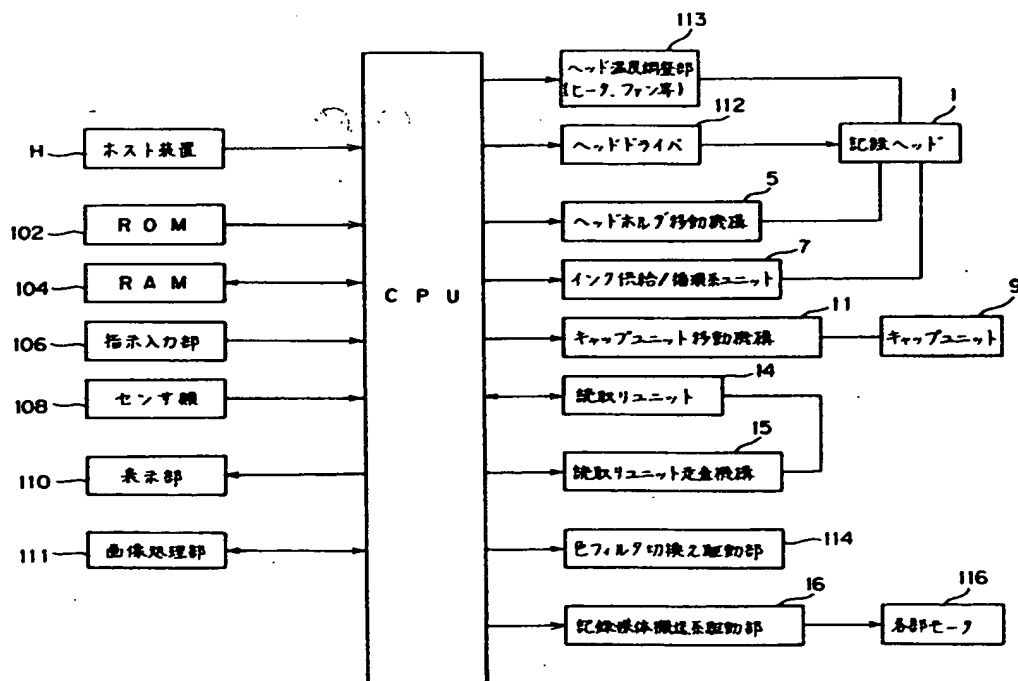 113
ヘッド温度調整部
(ヒータ、ファン等)
112
ヘッドドライバ
1
記録ヘッド
H
ホスト装置
5
ヘッドホルダ移動機構
102
ROM
7
インク供給/循環系ユニット
104
RAM
CPU
11
キャップユニット移動機構
9
キャップユニット
106
指示入力部
14
読取りユニット
108
センサ類
15
読取りユニット走査機構
110
表示部
色フィルタ切換え駆動部
114
111
画像処理部
16
記録媒体搬送系駆動部
116
各部モータ